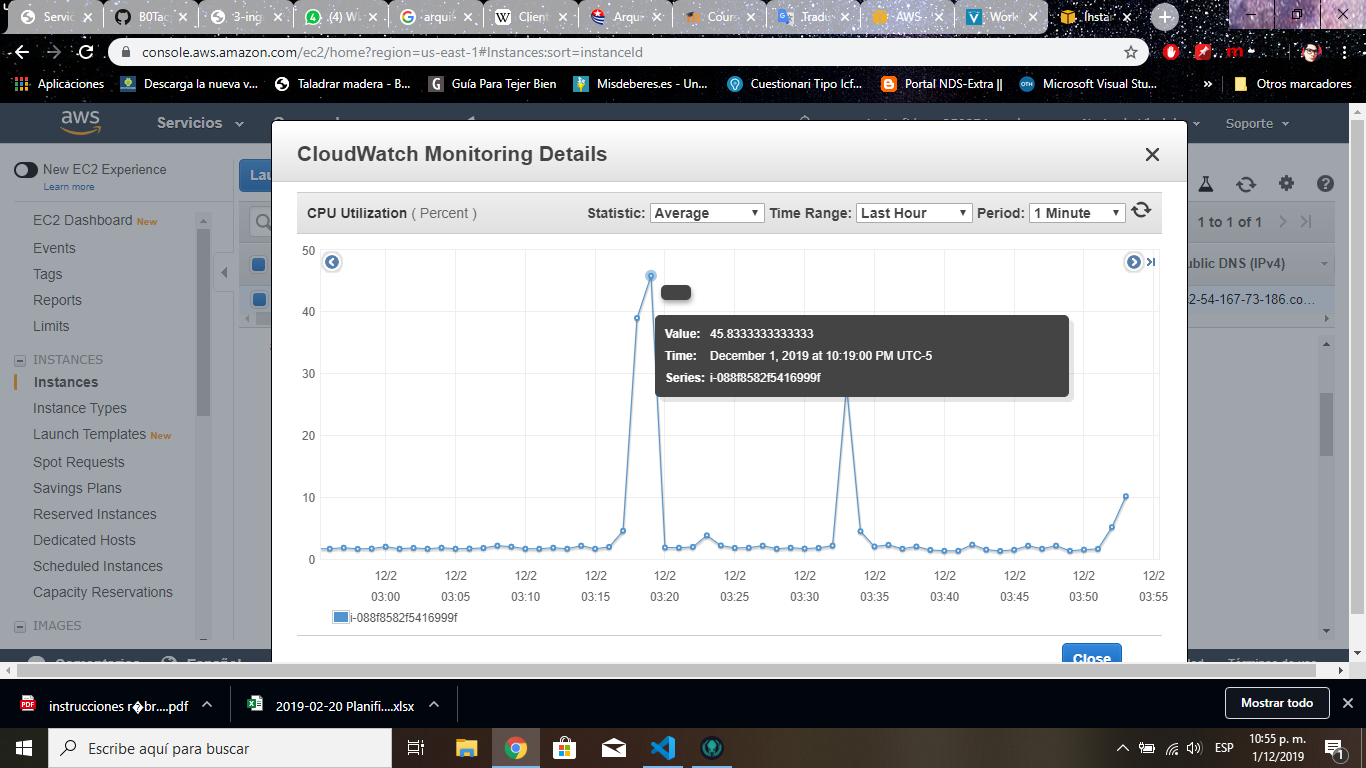 Servic B0Tac 3-ing (4) W arquit Client Arqui Cours Tradu AWS Work Insta
console.aws.amazon.com/ec2/home?region=us-east-1#Instances:sort=instanceId
Aplicaciones Descarga la nueva v... Taladrar madera - B... Guía Para Tejer Bien Misdeberes.es - Un... Cuestionari Tipo Icf... Portal NDS-Extra || Microsoft Visual Stu... » Otros marcadores
aws Servicios Soporte
CloudWatch Monitoring Details
New EC2 Experience
Learn more
EC2 Dashboard New
Events
Tags
Reports
Limits
INSTANCES
Instances
Instance Types
Launch Templates New
Spot Requests
Savings Plans
Reserved Instances
Dedicated Hosts
Scheduled Instances
Capacity Reservations
IMAGES
Lau
CPU Utilization ( Percent ) Statistic: Average Time Range: Last Hour Period: 1 Minute
1 to 1 of 1
ublic DNS (IPv4)
2-54-167-73-186.co...
50
40
30
20
10
0
Value: 45.8333333333333
Time: December 1, 2019 at 10:19:00 PM UTC-5
Series: i-088f8582f5416999f
12/2 12/2 12/2 12/2 12/2 12/2 12/2 12/2 12/2 12/2 12/2 12/2
03:00 03:05 03:10 03:15 03:20 03:25 03:30 03:35 03:40 03:45 03:50 03:55
i-088f8582f5416999f
Close
Comentarios Español
instrucciones r�br....pdf 2019-02-20 Planifi....xlsx Mostrar todo
Escribe aquí para buscar
ESP
10:55 p. m.
1/12/2019
1